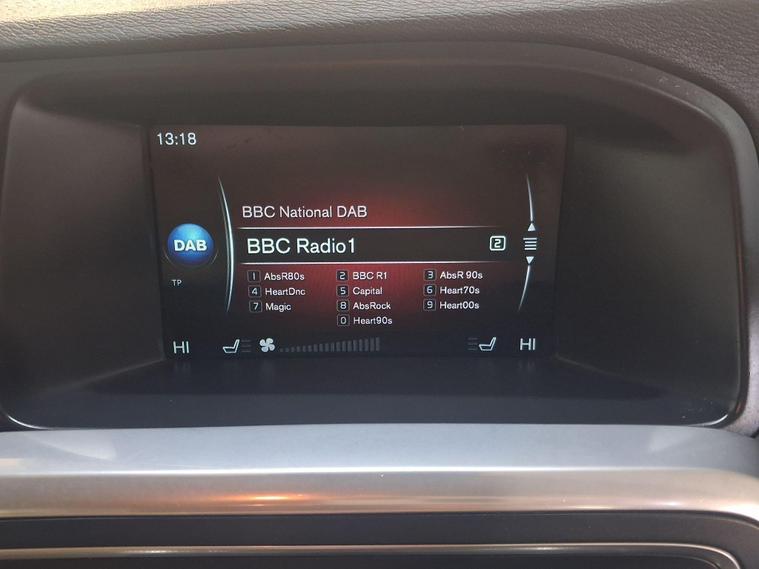 13:18
BBC National DAB
DAB
BBC Radio1 2
1 AbsR80s 2 BBC R1 3 AbsR 90s
4 HeartDnc 5 Capital 6 Heart70s
7 Magic 8 AbsRock 9 Heart00s
0 Heart90s
TP
HI HI